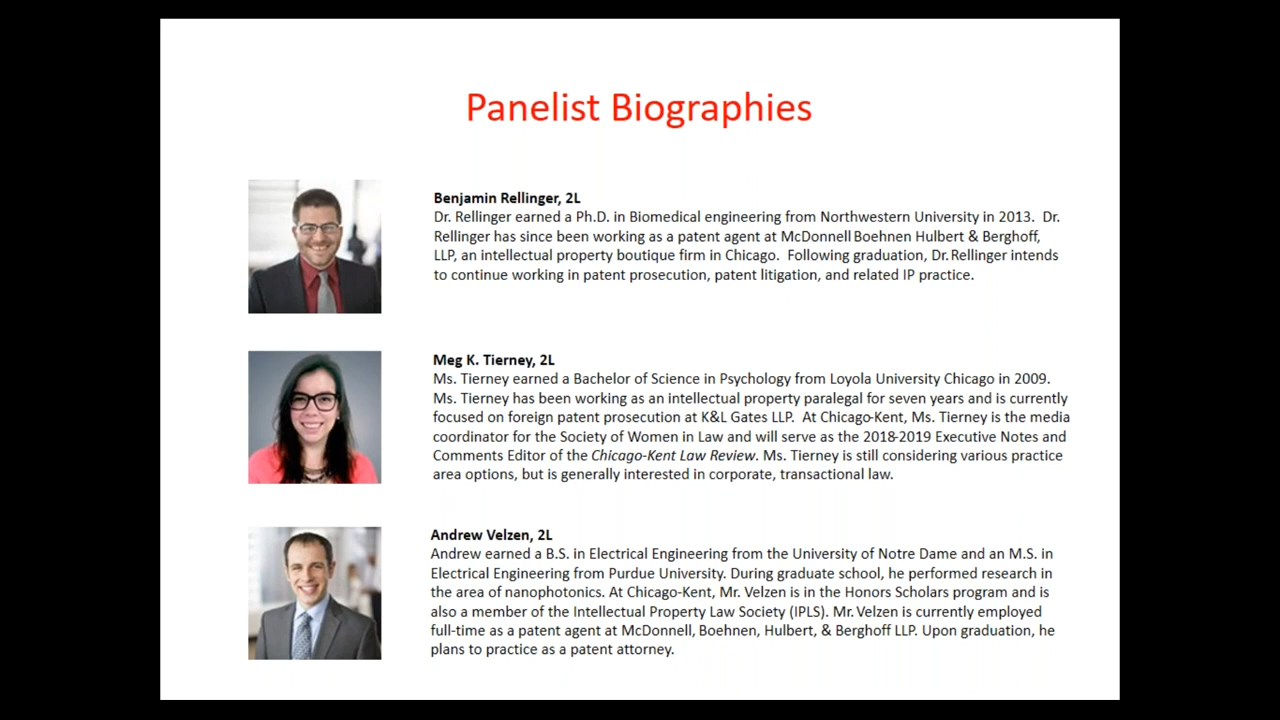 Panelist Biographies
Benjamin Rellinger, 2L
Dr. Rellinger earned a Ph.D. in Biomedical engineering from Northwestern University in 2013. Dr.
Rellinger has since been working as a patent agent at McDonnell Boehnen Hulbert & Berghoff,
LLP, an intellectual property boutique firm in Chicago. Following graduation, Dr. Rellinger intends
to continue working in patent prosecution, patent litigation, and related IP practice.
Meg K. Tierney, 2L
Ms. Tierney earned a Bachelor of Science in Psychology from Loyola University Chicago in 2009.
Ms. Tierney has been working as an intellectual property paralegal for seven years and is currently
focused on foreign patent prosecution at K&L Gates LLP. At Chicago-Kent, Ms. Tierney is the media
coordinator for the Society of Women in Law and will serve as the 2018-2019 Executive Notes and
Comments Editor of the Chicago-Kent Law Review. Ms. Tierney is still considering various practice
area options, but is generally interested in corporate, transactional law.
Andrew Velzen, 2L
Andrew earned a B.S. in Electrical Engineering from the University of Notre Dame and an M.S. in
Electrical Engineering from Purdue University. During graduate school, he performed research in
the area of nanophotonics. At Chicago-Kent, Mr. Velzen is in the Honors Scholars program and is
also a member of the Intellectual Property Law Society (IPLS). Mr. Velzen is currently employed
full-time as a patent agent at McDonnell, Boehnen, Hulbert, & Berghoff LLP. Upon graduation, he
plans to practice as a patent attorney.